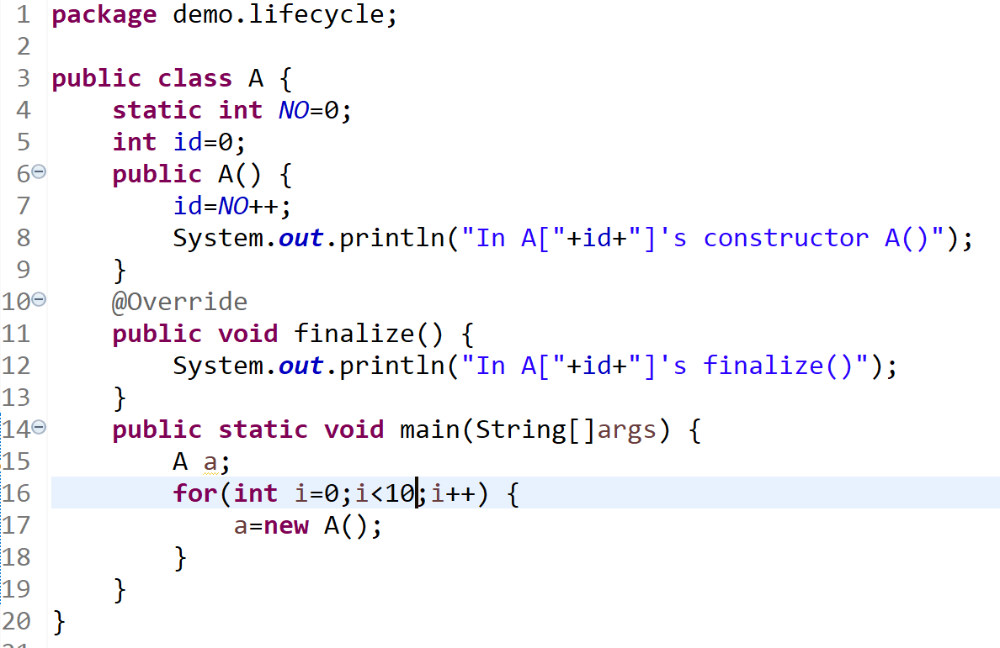 1 package demo.lifecycle;
2
3 public class A {
4     static int NO=0;
5     int id=0;
6     public A() {
7         id=NO++;
8         System.out.println("In A["+id+"]'s constructor A()");
9     }
10     @Override
11     public void finalize() {
12         System.out.println("In A["+id+"]'s finalize()");
13     }
14     public static void main(String[]args) {
15         A a;
16         for(int i=0;i<10;i++) {
17             a=new A();
18         }
19     }
20 }
21